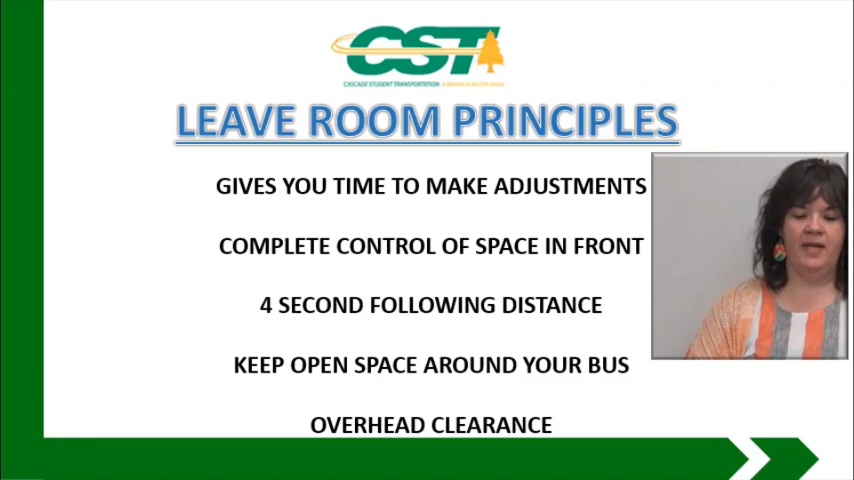 CST
CASCADE STUDENT TRANSPORTATION
LEAVE ROOM PRINCIPLES
GIVES YOU TIME TO MAKE ADJUSTMENTS
COMPLETE CONTROL OF SPACE IN FRONT
4 SECOND FOLLOWING DISTANCE
KEEP OPEN SPACE AROUND YOUR BUS
OVERHEAD CLEARANCE